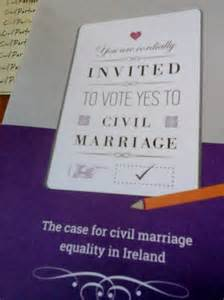 You are cordially
INVITED
TO VOTE YES TO
CIVIL
MARRIAGE
The case for civil marriage
equality in Ireland